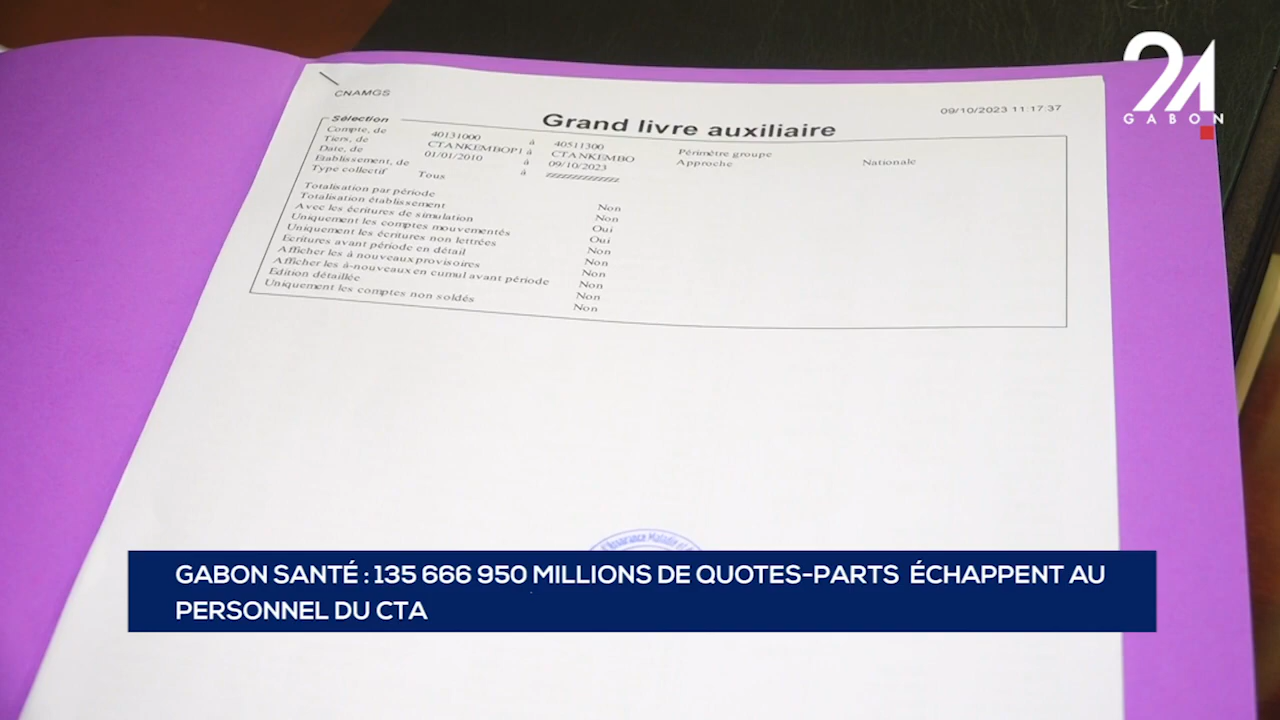 24
GABON
CNAMGS
09/10/2023 11:17:37
Grand livre auxiliaire
Sélection
Compte, de 40131000 à 40511300 Périmètre groupe
Tiers, de CTANKEMBOP1 à CTANKEMBO Approche Nationale
Date, de 01/01/2010 à 09/10/2023
Etablissement, de à zzzzzzzzzzzzzz
Type collectif Tous
Totalisation par période Non
Totalisation établissement Non
Avec les écritures de simulation Oui
Uniquement les comptes mouvementés Oui
Uniquement les écritures non lettrées Non
Ecritures avant période en détail Non
Afficher les à nouveaux provisoires Non
Afficher les à-nouveaux en cumul avant période Non
Edition détaillée Non
Uniquement les comptes non soldés Non
d'Assurance Maladie et
GABON SANTÉ : 135 666 950 MILLIONS DE QUOTES-PARTS ÉCHAPPENT AU
PERSONNEL DU CTA